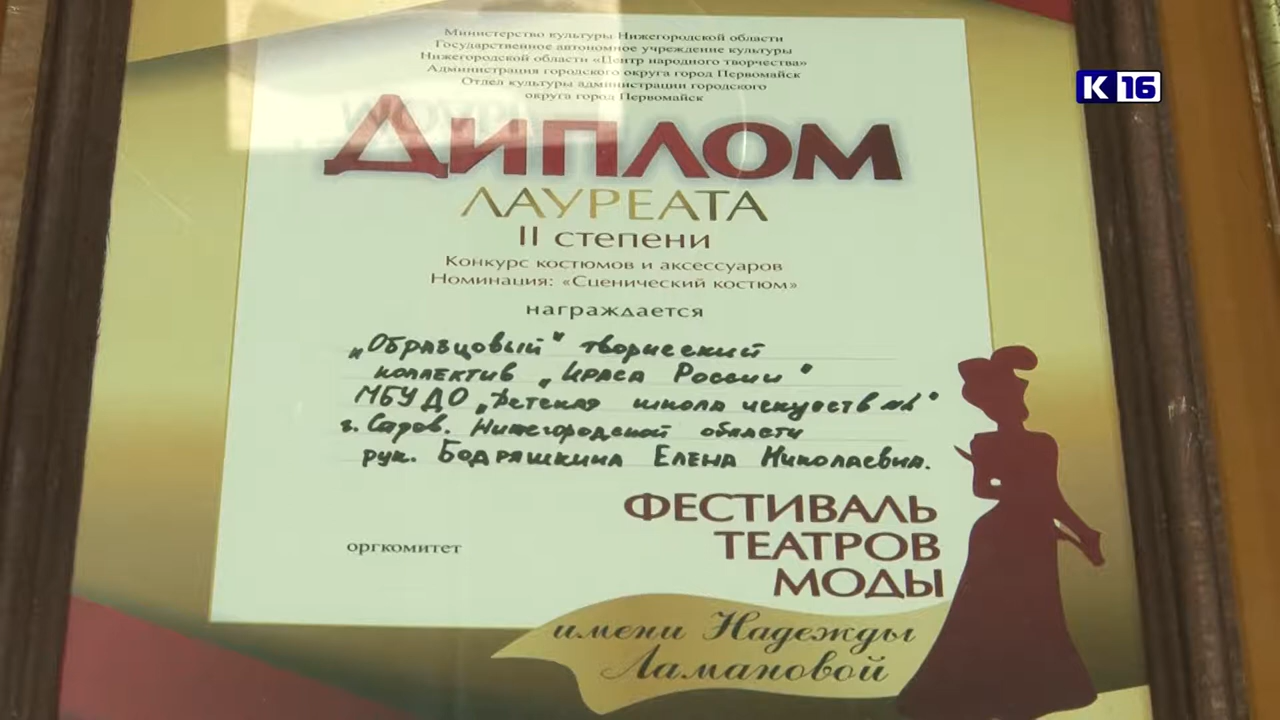 Министерство культуры Нижегородской области
Государственное автономное учреждение культуры
Нижегородской области «Центр народного творчества»
Администрация городского округа город Первомайск
Отдел культуры администрации городского
округа город Первомайск
К 16
ДИПЛОМ
ЛАУРЕАТА
II степени
Конкурс костюмов и аксессуаров
Номинация: «Сценический костюм»
награждается
„Образцовый" творческий
коллектив „Краса России"
МБУДО „Детская школа искусств
г. Саров. Нижегородской области
рук. Бодряшкина Елена Николаевна.
ФЕСТИВАЛЬ
ТЕАТРОВ
МОДЫ
оргкомитет
имени Надежды
Ламановой